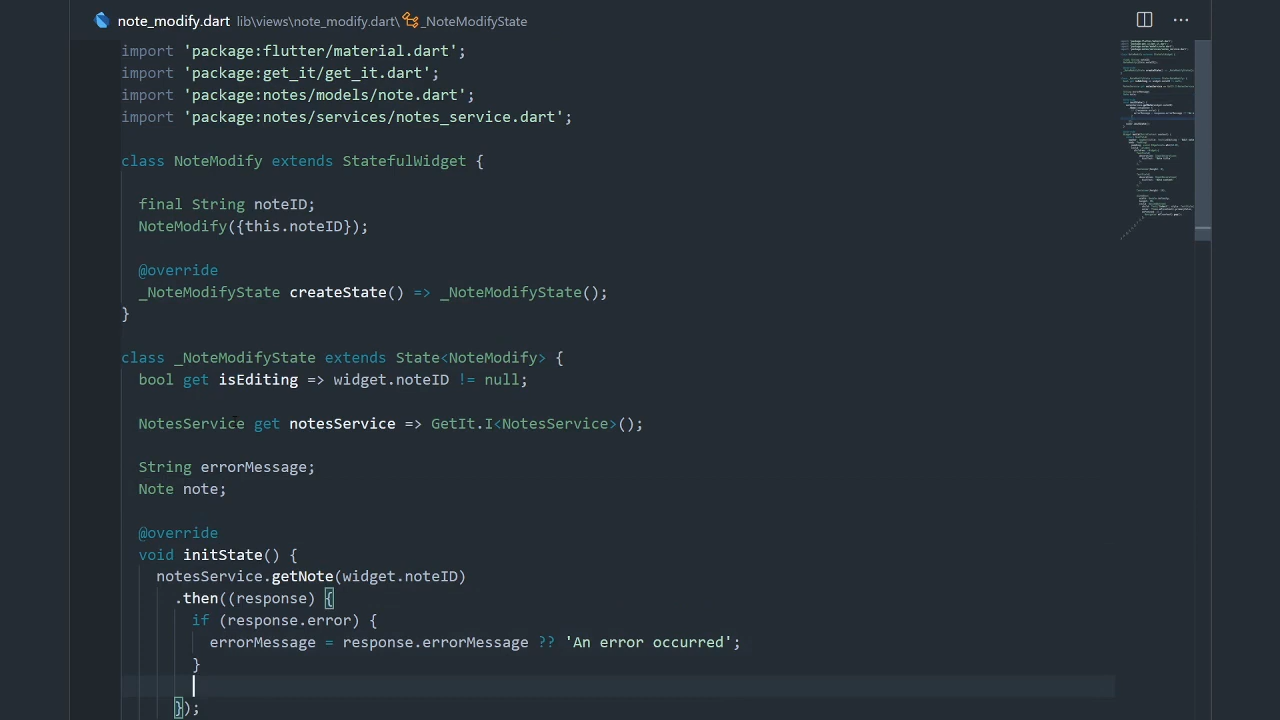 note_modify.dart lib\views\note_modify.dart\ _NoteModifyState
import 'package:flutter/material.dart';
import 'package:get_it/get_it.dart';
import 'package:notes/models/note.dart';
import 'package:notes/services/note_service.dart';
class NoteModify extends StatefulWidget {
final String noteID;
NoteModify({this.noteID});
@override
_NoteModifyState createState() => _NoteModifyState();
}
class _NoteModifyState extends State<NoteModify> {
bool get isEditing => widget.noteID != null;
NotesService get notesService => GetIt.I<NotesService>();
String errorMessage;
Note note;
@override
void initState() {
notesService.getNote(widget.noteID)
.then((response) {
if (response.error) {
errorMessage = response.errorMessage ?? 'An error occurred';
}
});